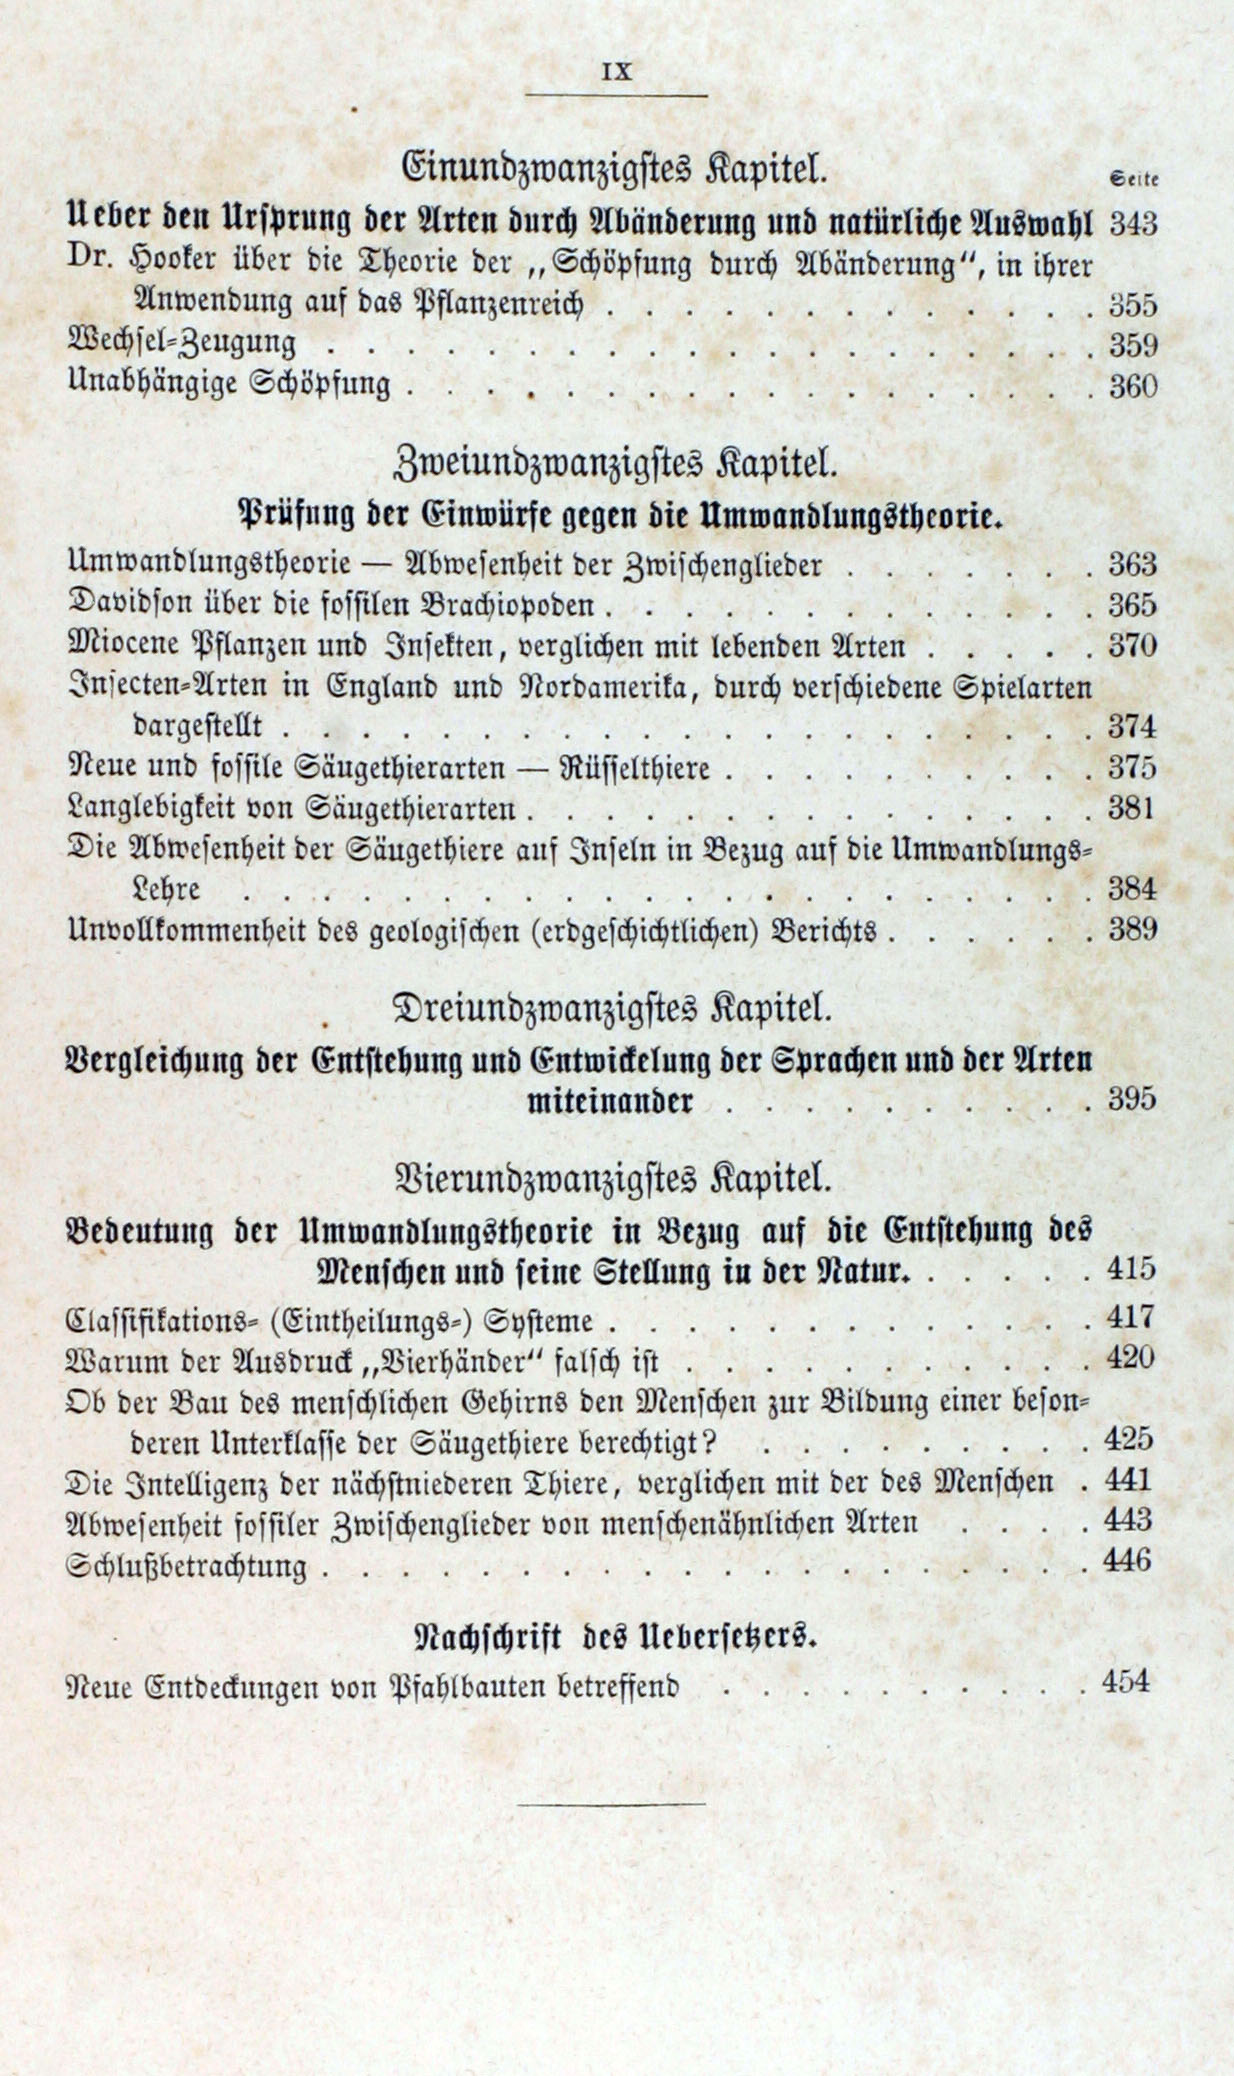 IX
Einundzwanzigstes Kapitel.
Seite
Ueber den Ursprung der Arten durch Abänderung und natürliche Auswahl 343
Dr. Hooker über die Theorie der „Schöpfung durch Abänderung“, in ihrer
Anwendung auf das Pflanzenreich . . . . . . . . . . . . . 355
Wechsel-Zeugung . . . . . . . . . . . . . . . . . . . . 359
Unabhängige Schöpfung . . . . . . . . . . . . . . . . . . 360
Zweiundzwanzigstes Kapitel.
Prüfung der Einwürfe gegen die Umwandlungstheorie.
Umwandlungstheorie — Abwesenheit der Zwischenglieder . . . . . . . 363
Davidson über die fossilen Brachiopoden . . . . . . . . . . . . . 365
Miocene Pflanzen und Insekten, verglichen mit lebenden Arten . . . . . 370
Insecten-Arten in England und Nordamerika, durch verschiedene Spielarten
dargestellt . . . . . . . . . . . . . . . . . . . . . 374
Neue und fossile Säugethierarten — Rüsselthiere . . . . . . . . . . 375
Langlebigkeit von Säugethierarten . . . . . . . . . . . . . . . 381
Die Abwesenheit der Säugethiere auf Inseln in Bezug auf die Umwandlungs-
Lehre . . . . . . . . . . . . . . . . . . . . . . 384
Unvollkommenheit des geologischen (erdgeschichtlichen) Berichts . . . . . . 389
Dreiundzwanzigstes Kapitel.
Vergleichung der Entstehung und Entwickelung der Sprachen und der Arten
miteinander . . . . . . . . . . 395
Vierundzwanzigstes Kapitel.
Bedeutung der Umwandlungstheorie in Bezug auf die Entstehung des
Menschen und seine Stellung in der Natur. . . . . . 415
Classifikations- (Eintheilungs-) Systeme . . . . . . . . . . . . . 417
Warum der Ausdruck „Vierhänder“ falsch ist . . . . . . . . . . . 420
Ob der Bau des menschlichen Gehirns den Menschen zur Bildung einer beson-
deren Unterklasse der Säugethiere berechtigt? . . . . . . . . . 425
Die Intelligenz der nächstniederen Thiere, verglichen mit der des Menschen . 441
Abwesenheit fossiler Zwischenglieder von menschenähnlichen Arten . . . . 443
Schlußbetrachtung . . . . . . . . . . . . . . . . . . . . 446
Nachschrift des Uebersetzers.
Neue Entdeckungen von Pfahlbauten betreffend . . . . . . . . . . 454